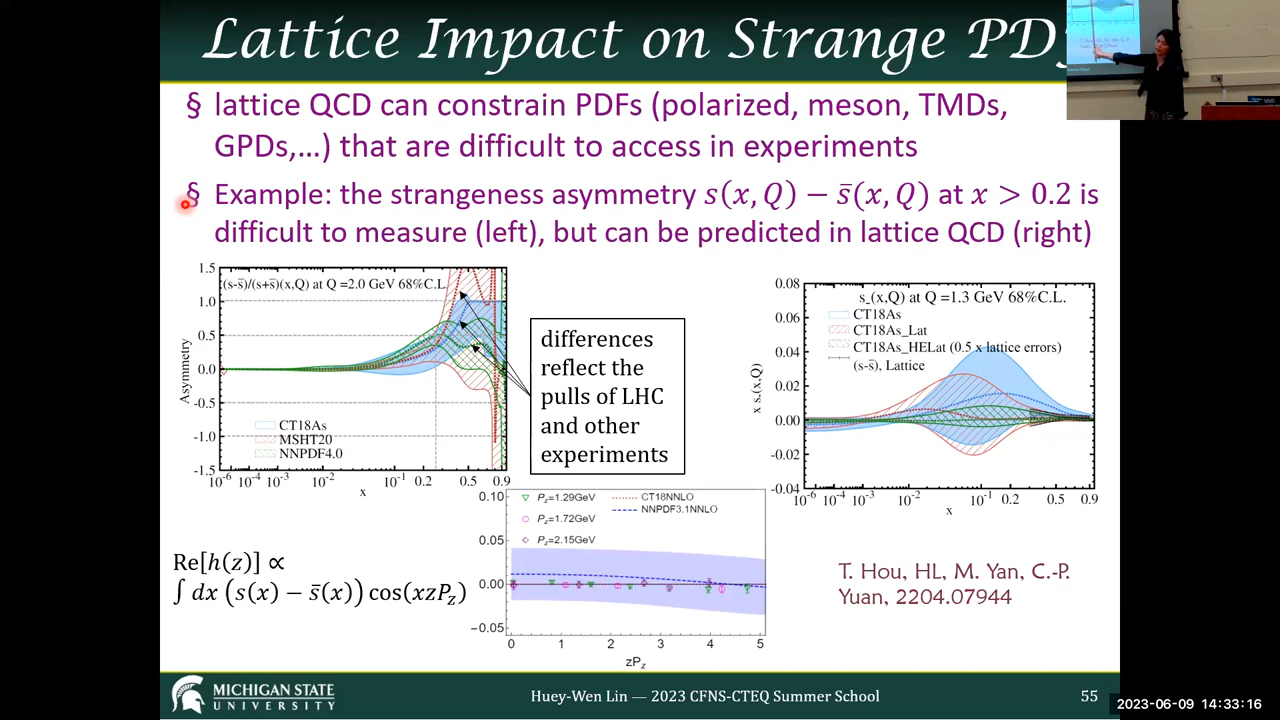 Lattice Impact on Strange PD
§ lattice QCD can constrain PDFs (polarized, meson, TMDs,
GPDs,…) that are difficult to access in experiments
§ Example: the strangeness asymmetry s(x, Q) − s̄(x, Q) at x > 0.2 is
difficult to measure (left), but can be predicted in lattice QCD (right)
1.5
1.0
0.5
0.0
-0.5
-1.0
-1.5
Asymmetry
(s-s̄)/(s+s̄)(x,Q) at Q =2.0 GeV 68%C.L.
CT18As
MSHT20
NNPDF4.0
10⁻⁶ 10⁻⁴ 10⁻³ 10⁻² 10⁻¹ 0.2 0.5 0.9
x
differences
reflect the
pulls of LHC
and other
experiments
0.08
0.06
0.04
0.02
0.00
-0.02
-0.04
x s_(x,Q)
s_(x,Q) at Q =1.3 GeV 68%C.L.
CT18As
CT18As_Lat
CT18As_HELat (0.5 x lattice errors)
(s-s̄), Lattice
10⁻⁶ 10⁻⁴ 10⁻³ 10⁻² 10⁻¹ 0.2 0.5 0.9
x
Re[h(z)] ∝
∫ dx (s(x) − s̄(x)) cos(xzP_z)
0.10
0.05
0.00
−0.05
P_z=1.29GeV
P_z=1.72GeV
P_z=2.15GeV
CT18NNLO
NNPDF3.1NNLO
0 1 2 3 4 5
zP_z
T. Hou, HL, M. Yan, C.-P.
Yuan, 2204.07944
MICHIGAN STATE
UNIVERSITY
Huey-Wen Lin — 2023 CFNS-CTEQ Summer School
55
2023-06-09 14:33:16